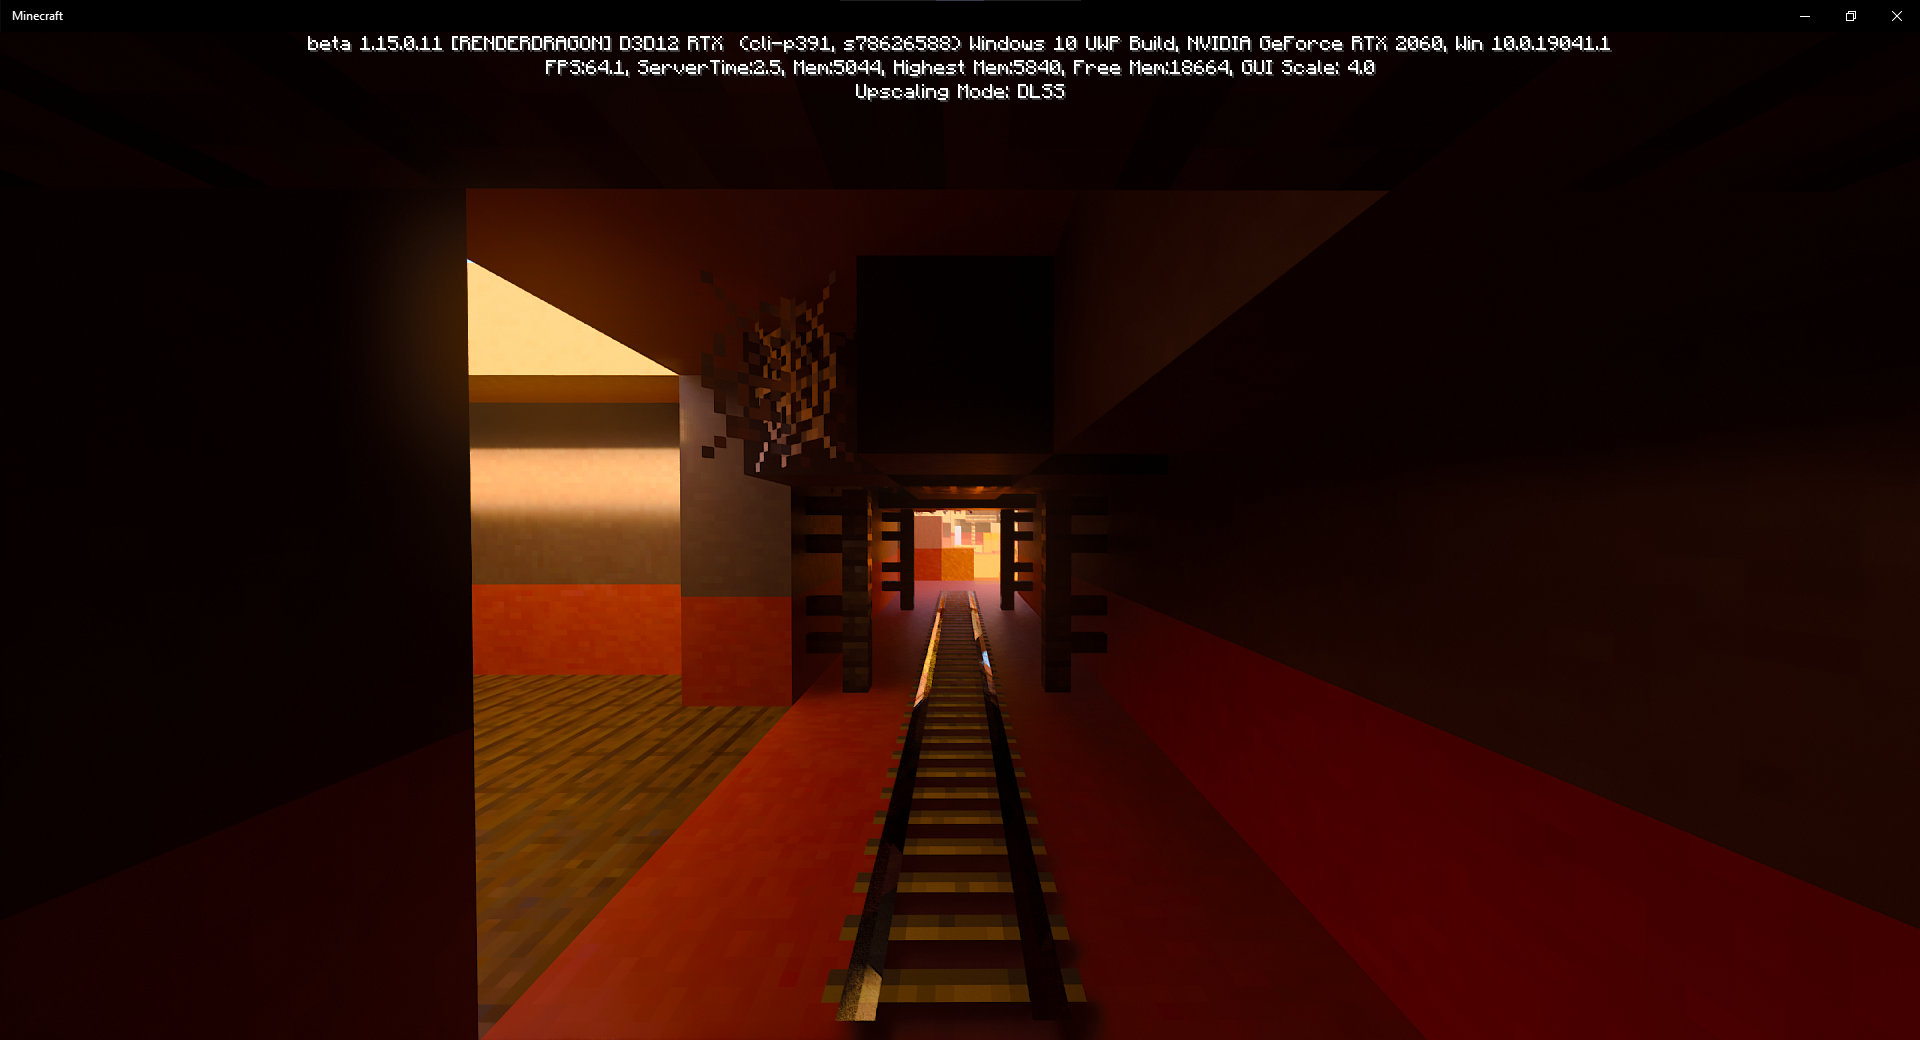 Minecraft
beta 1.15.0.11 [RENDERDRAGON] D3D12 RTX (cli-p391, s78626588) Windows 10 UWP Build, NVIDIA GeForce RTX 2060, Win 10.0.19041.1
FPS:64.1, ServerTime:2.5, Mem:5044, Highest Mem:5840, Free Mem:18664, GUI Scale: 4.0
Upscaling Mode: DLSS